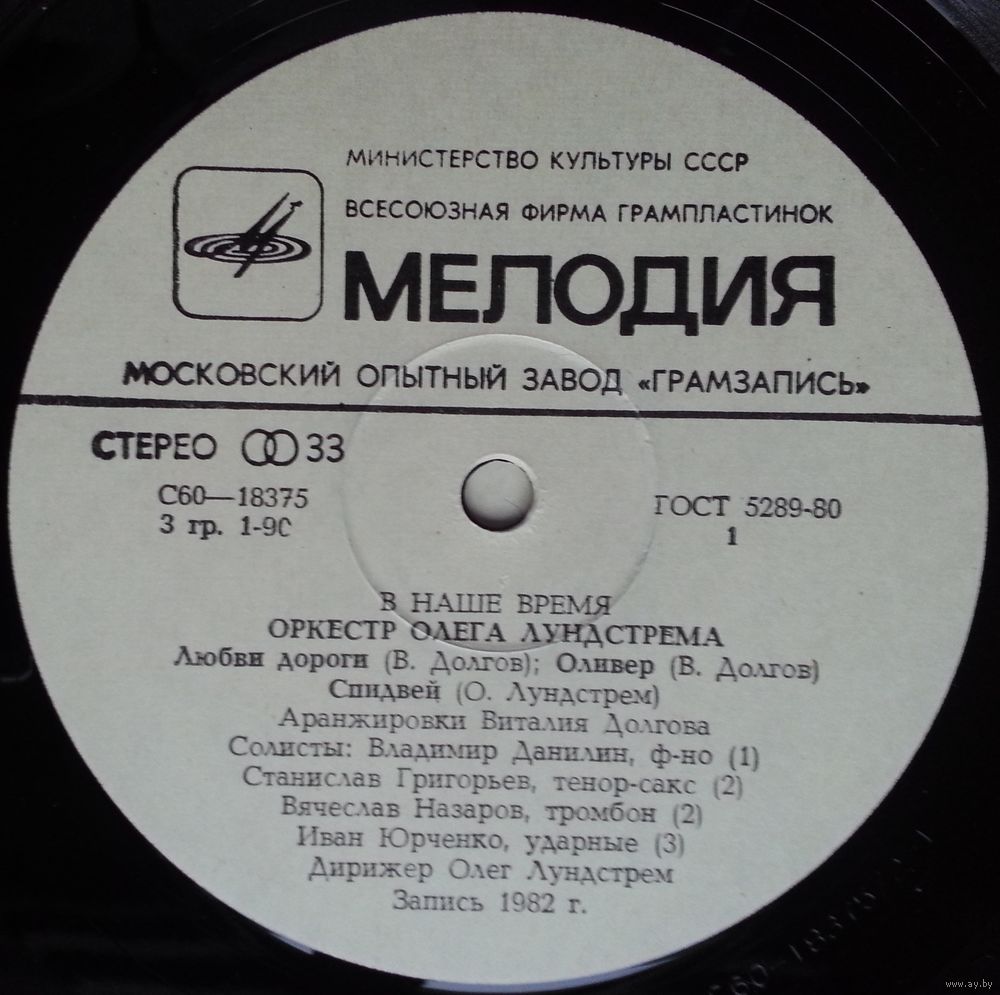 МИНИСТЕРСТВО КУЛЬТУРЫ СССР
ВСЕСОЮЗНАЯ ФИРМА ГРАМПЛАСТИНОК
МЕЛОДИЯ
МОСКОВСКИЙ ОПЫТНЫЙ ЗАВОД «ГРАМЗАПИСЬ»
СТЕРЕО 33
С60—18375
3 гр. 1-90
ГОСТ 5289-80
1
В НАШЕ ВРЕМЯ
ОРКЕСТР ОЛЕГА ЛУНДСТРЕМА
Любви дороги (В. Долгов); Оливер (В. Долгов)
Спидвей (О. Лундстрем)
Аранжировки Виталия Долгова
Солисты: Владимир Данилин, ф-но (1)
Станислав Григорьев, тенор-сакс (2)
Вячеслав Назаров, тромбон (2)
Иван Юрченко, ударные (3)
Дирижер Олег Лундстрем
Запись 1982 г.
www.ay.by